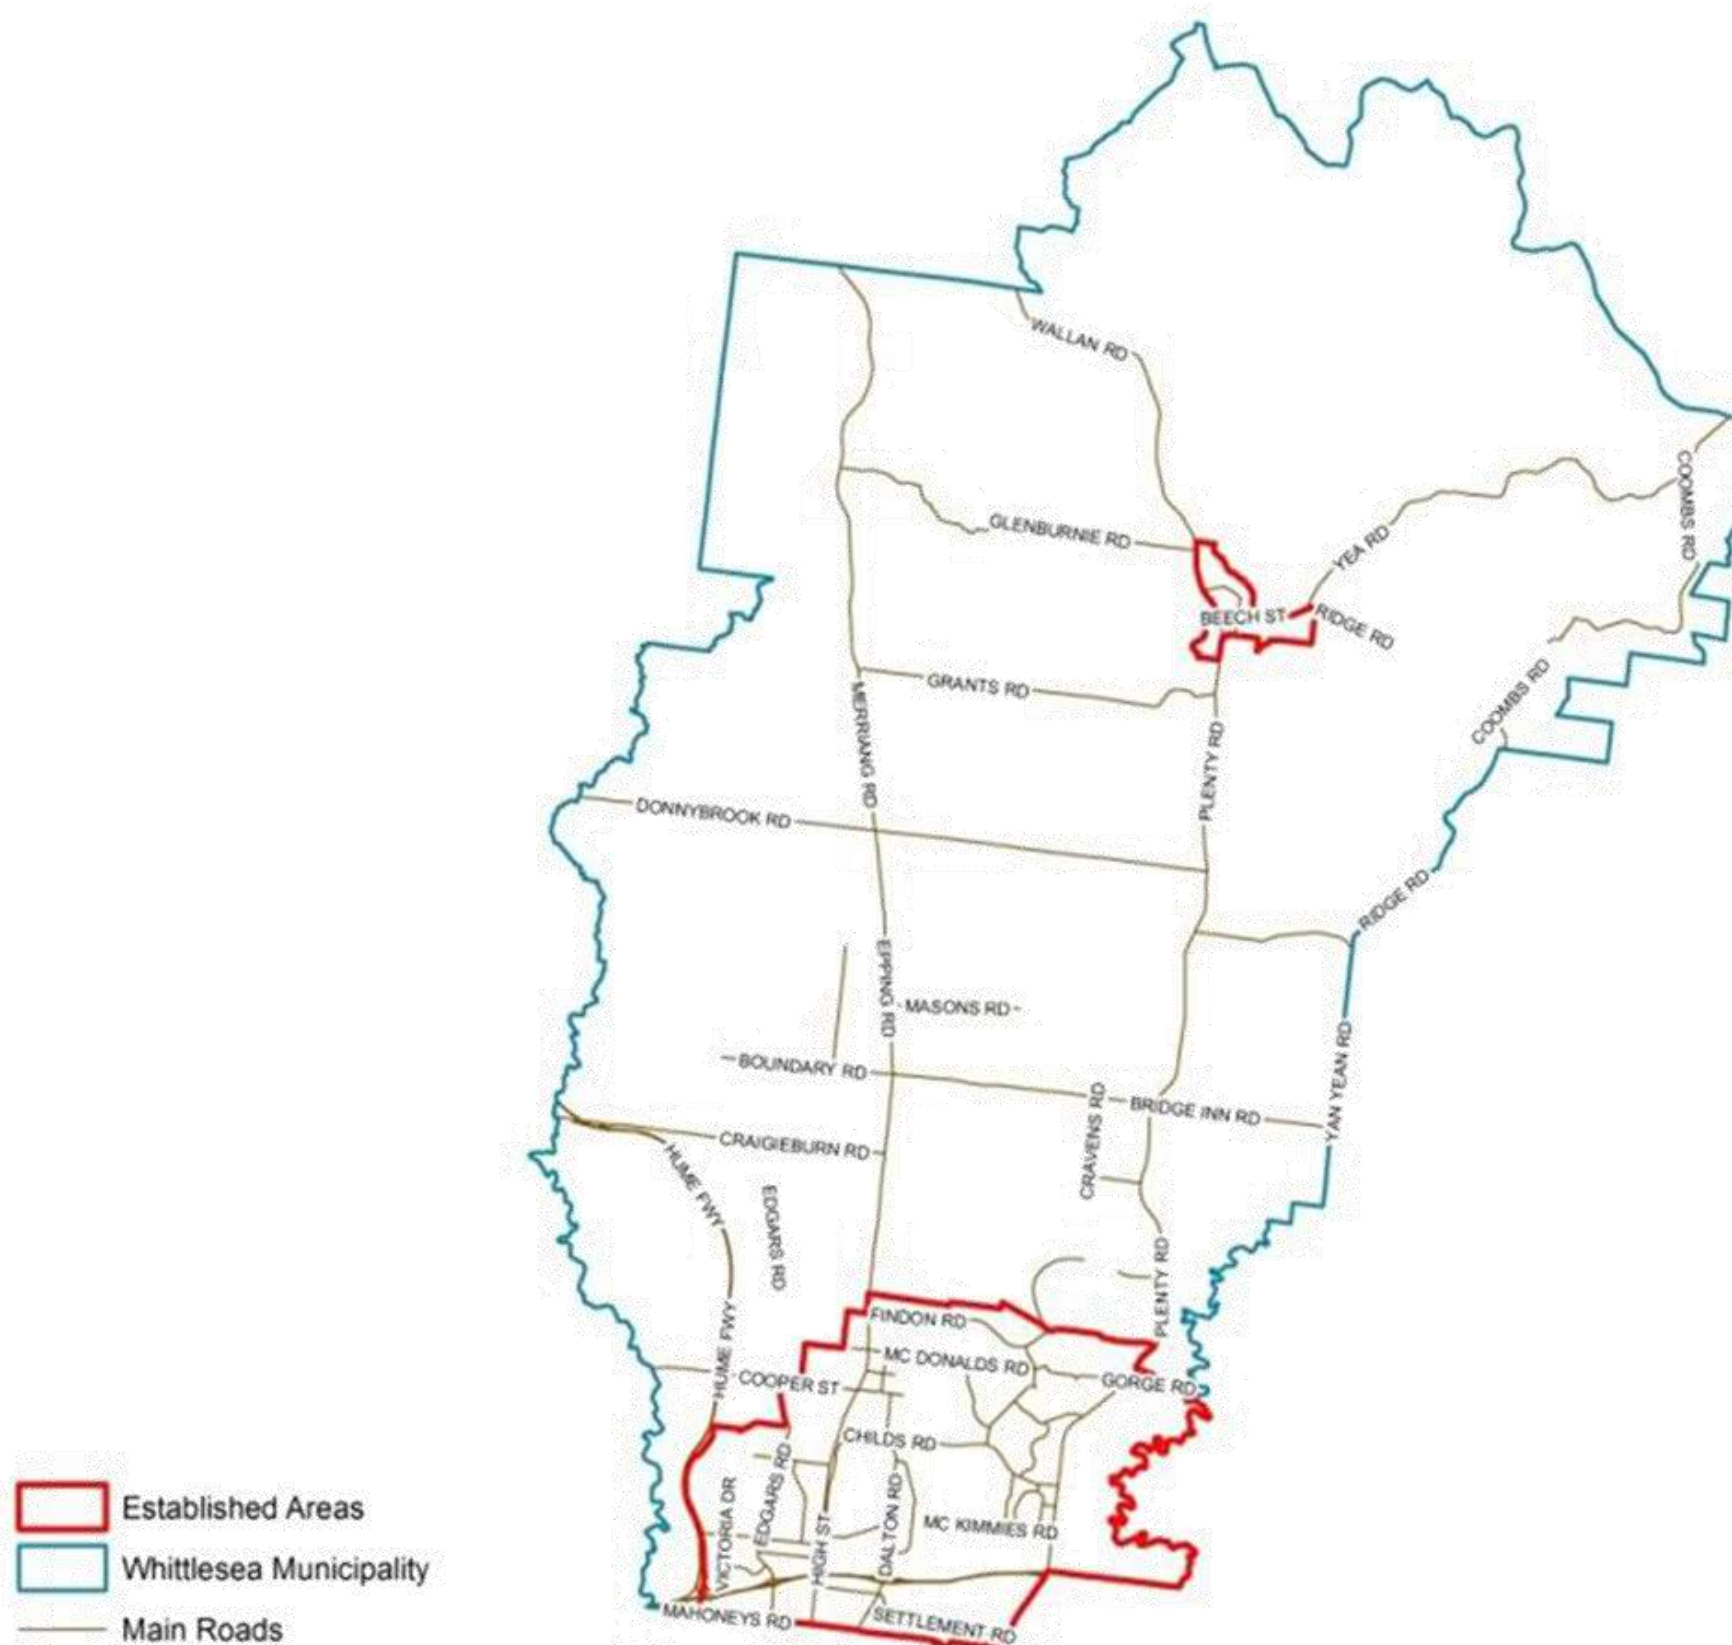 WALLAN RD
COOMBS RD
GLENBURNIE RD
YEA RD
BEECH ST
RIDGE RD
GRANTS RD
COOMBS RD
MERRIANG RD
PLENTY RD
DONNYBROOK RD
RIDGE RD
EPPING RD
MASONS RD
YAN YEAN RD
BOUNDARY RD
CRAVENS RD
BRIDGE INN RD
CRAIGIEBURN RD
HUME FWY
EDGARS RD
PLENTY RD
HUME FWY
FINDON RD
MC DONALDS RD
COOPER ST
GORGE RD
CHILDS RD
VICTORIA DR
EDGARS RD
HIGH ST
DALTON RD
MC KIMMIES RD
MAHONEYS RD
SETTLEMENT RD
Established Areas
Whittlesea Municipality
Main Roads